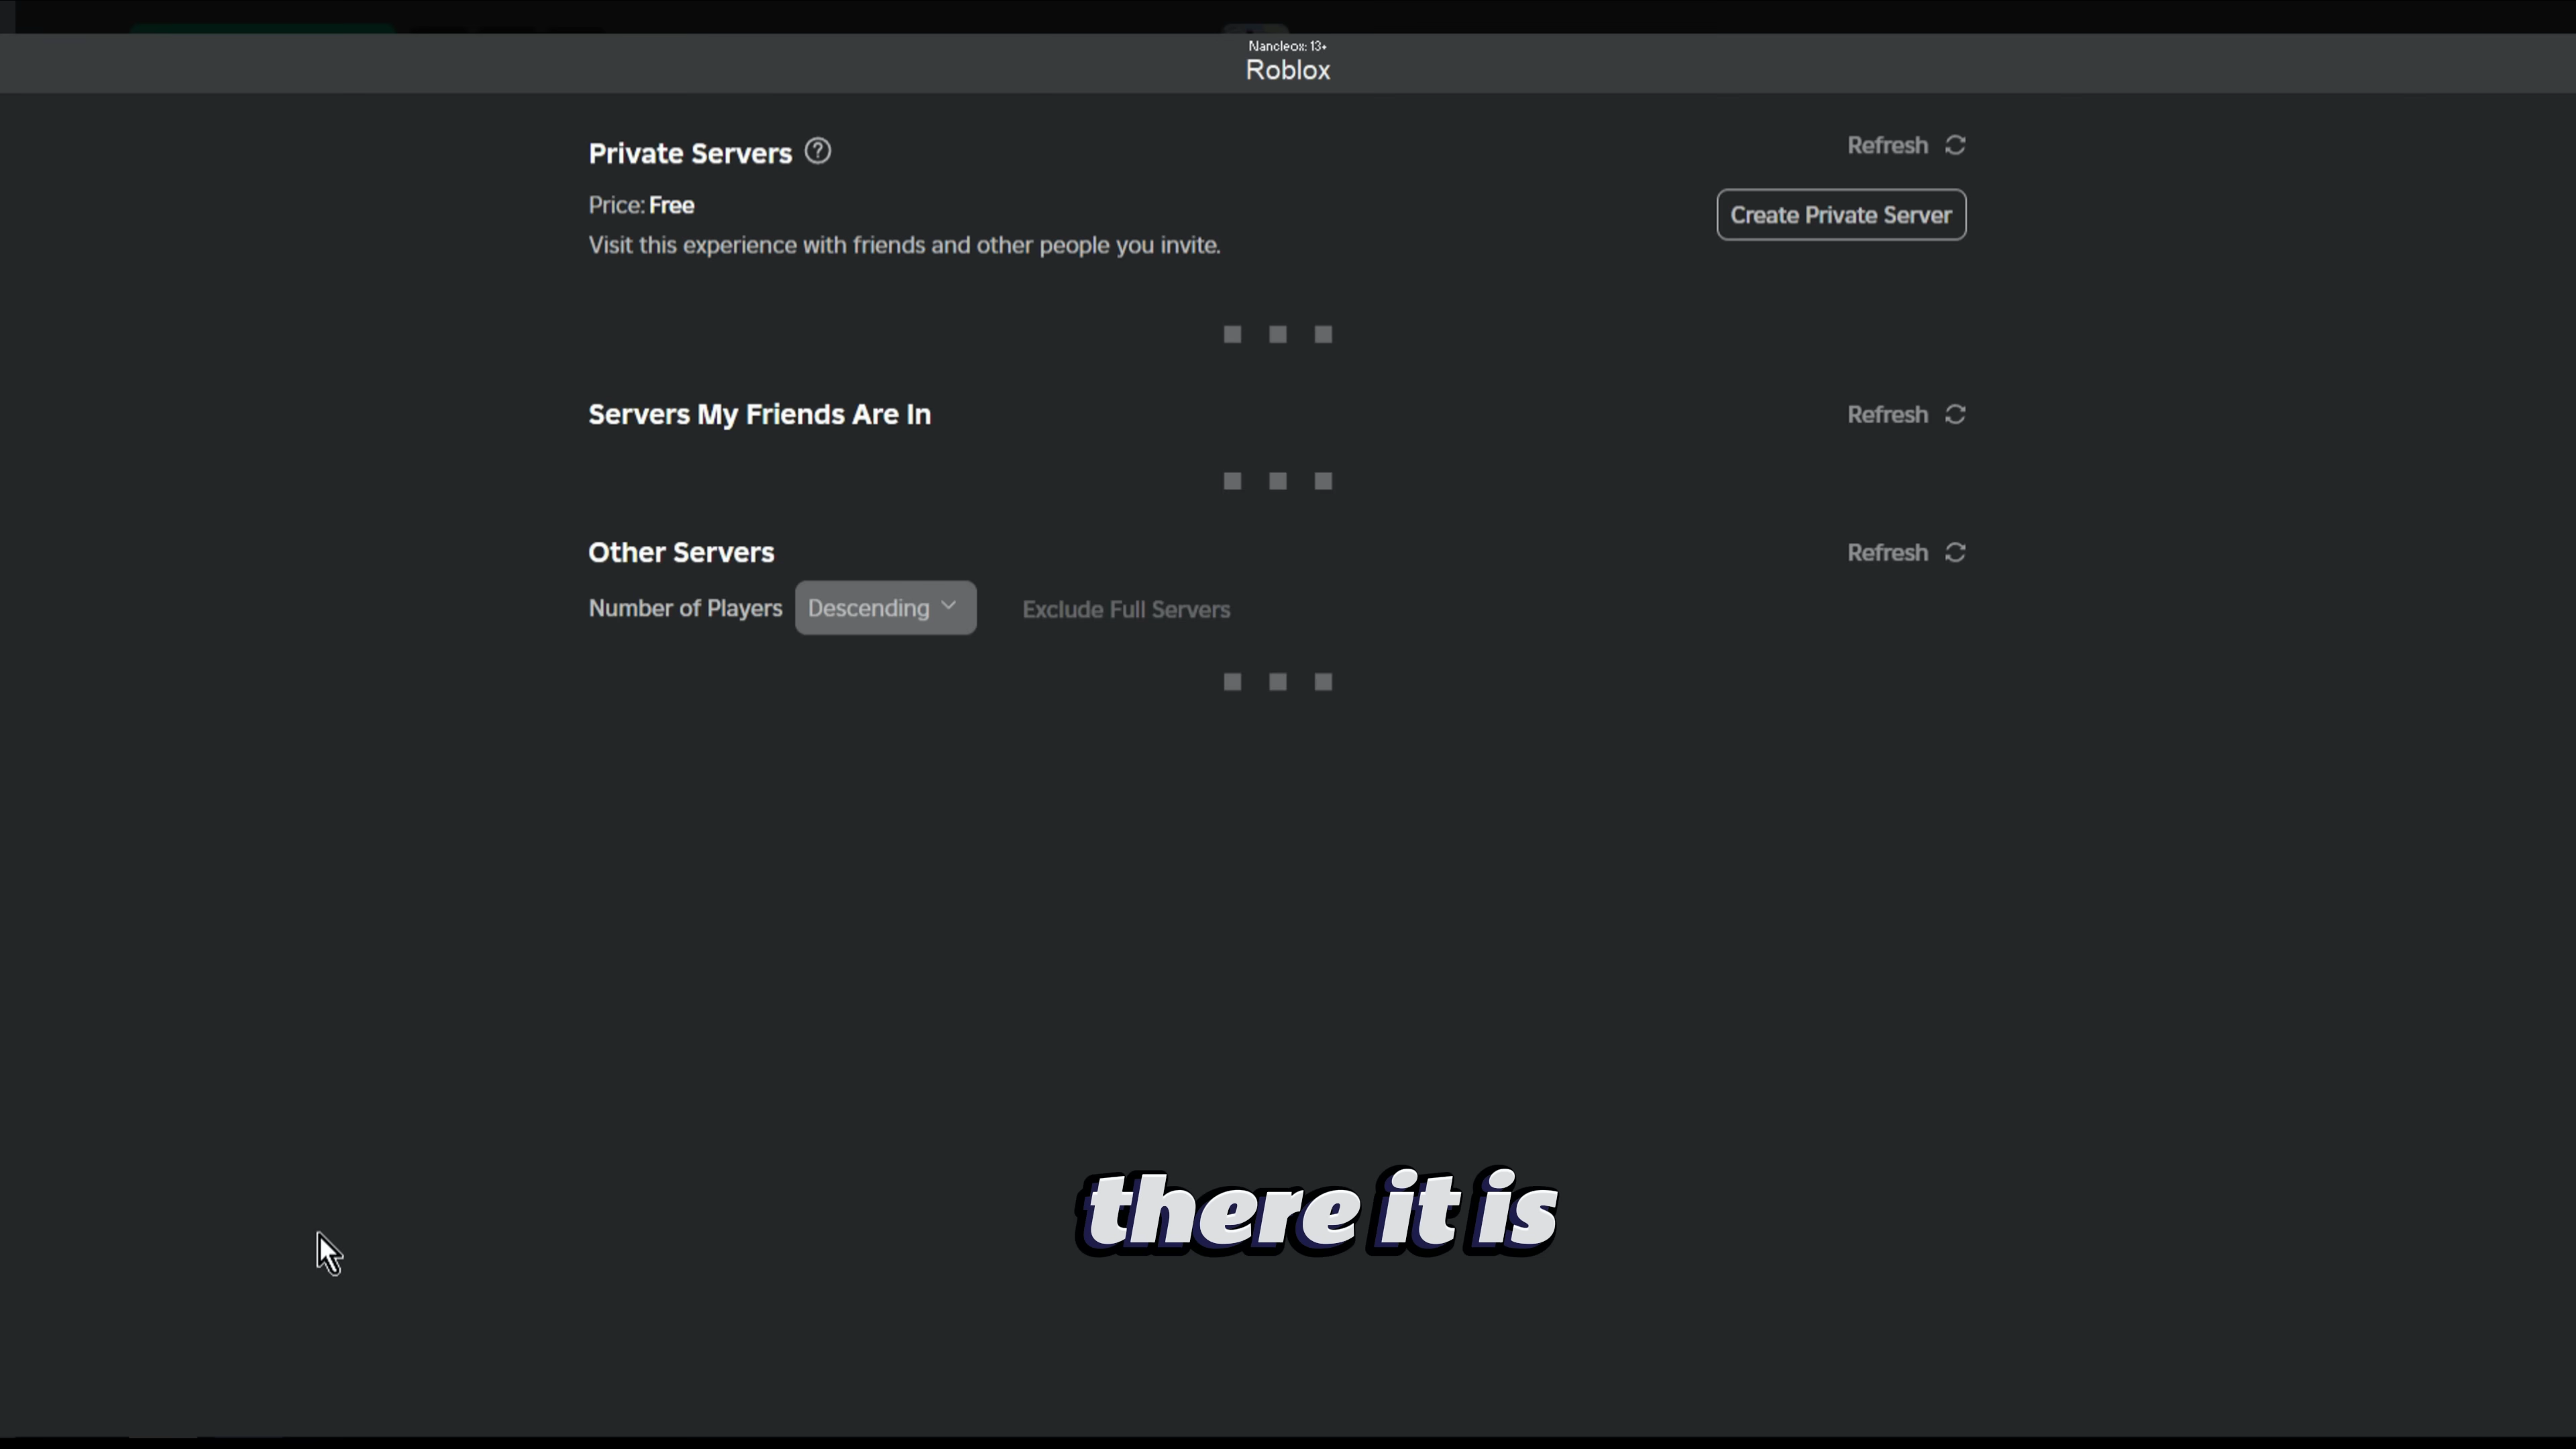 Nancleox: 13+
Roblox
Private Servers
Refresh
Price: Free
Create Private Server
Visit this experience with friends and other people you invite.
Servers My Friends Are In
Refresh
Other Servers
Refresh
Number of Players Descending Exclude Full Servers
there it is